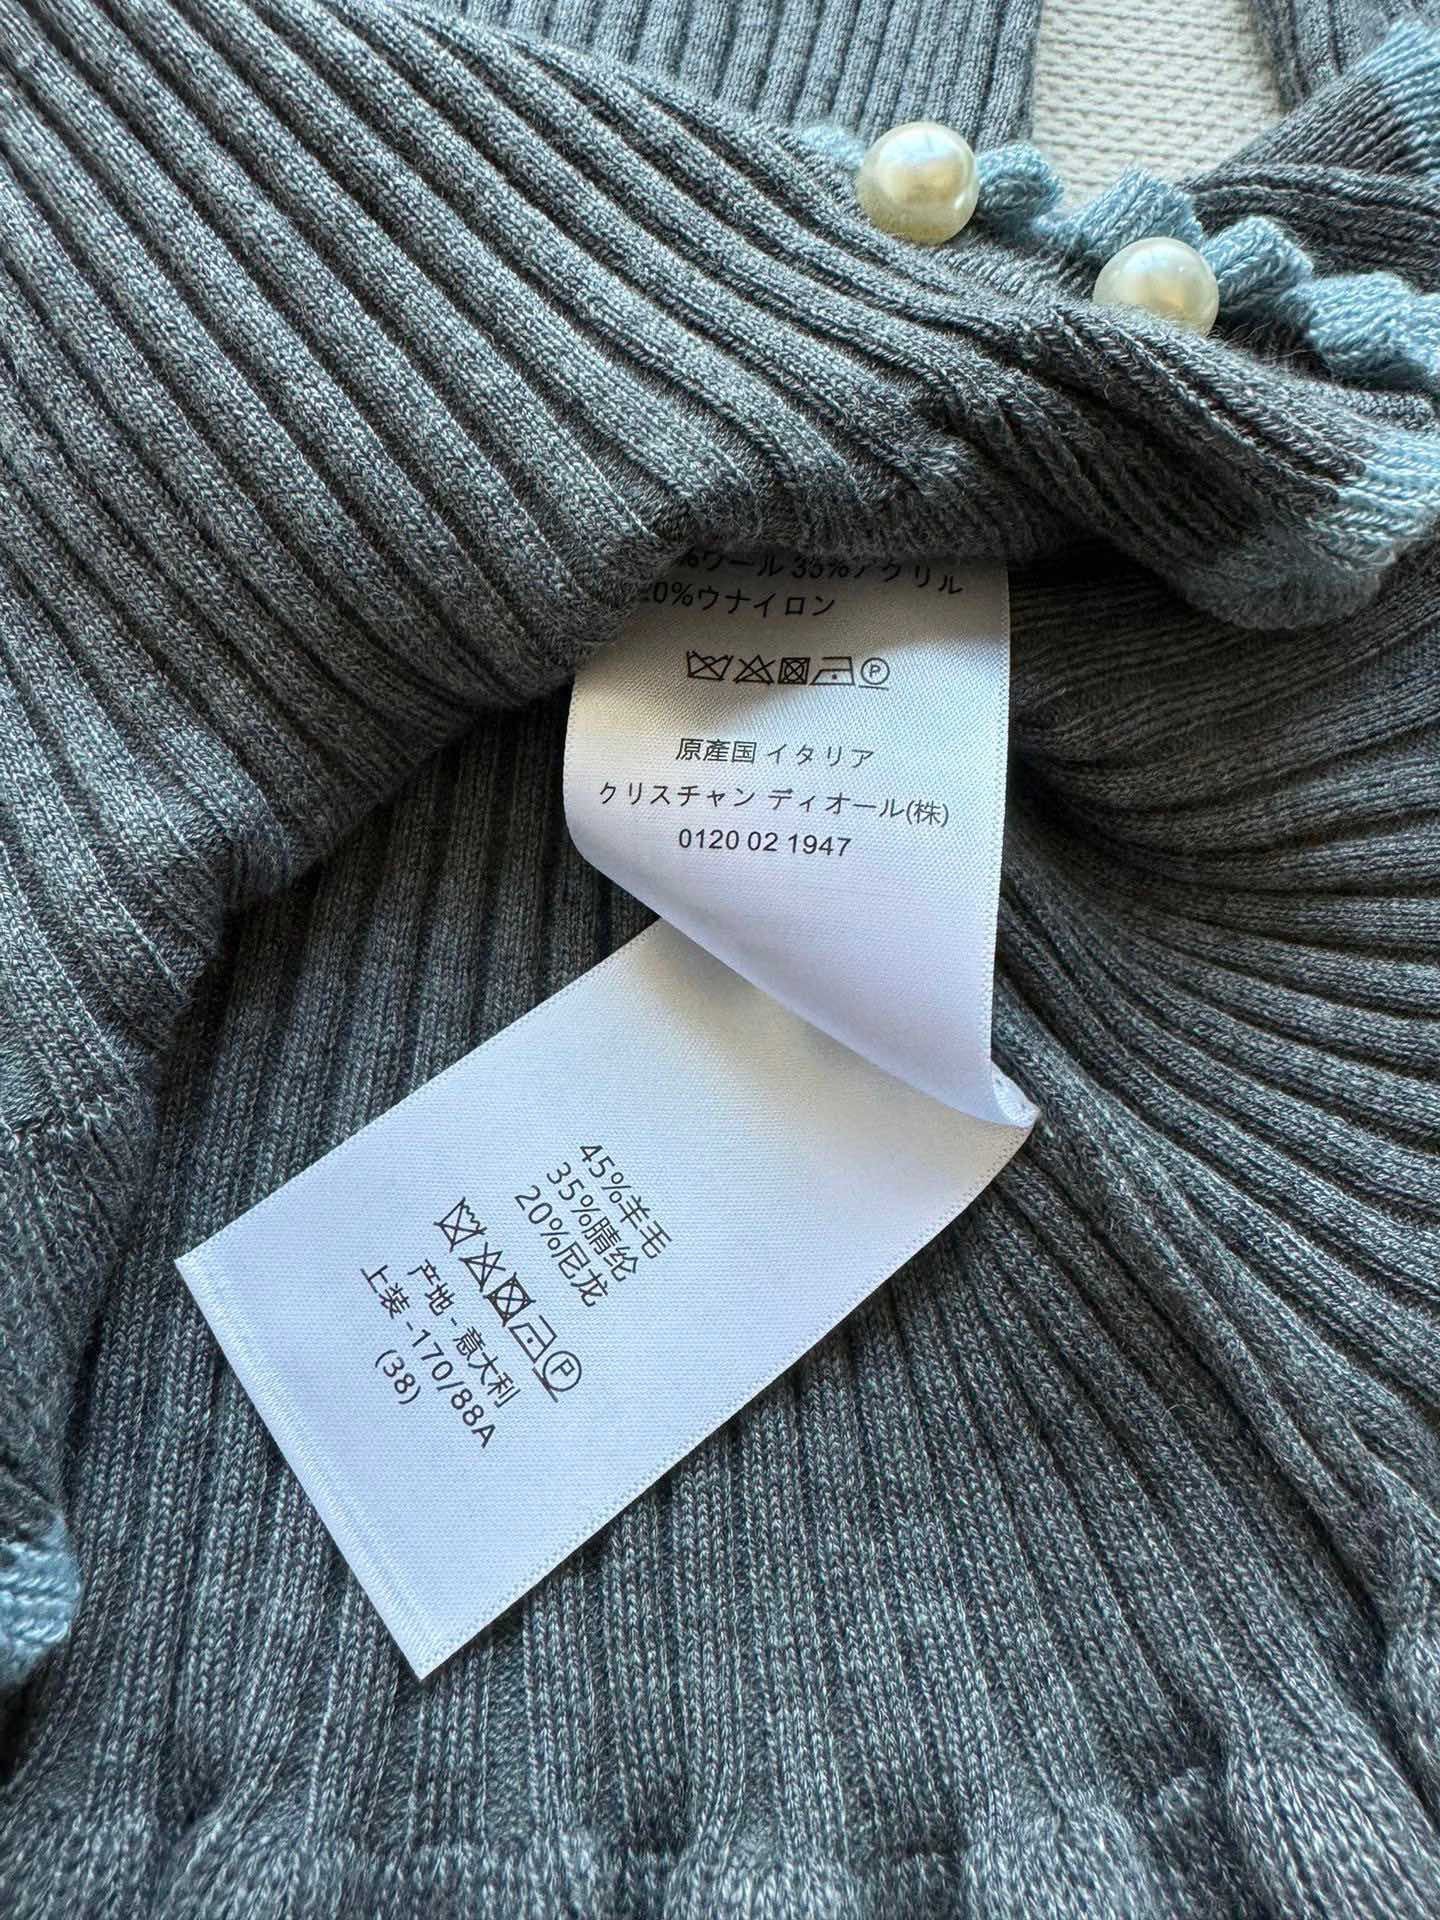 %ウール 35%アクリル
20%ウナイロン
P
原產国 イタリア
クリスチャン ディオール(株)
0120 02 1947
45%羊毛
35%腈纶
20%尼龙
P
产地 - 意大利
上装 -170/88A
(38)